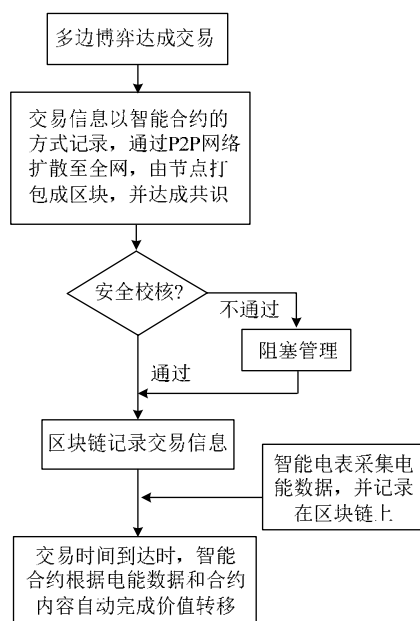 多边博弈达成交易
交易信息以智能合约的
方式记录，通过P2P网络
扩散至全网，由节点打
包成区块，并达成共识
安全校核?
不通过
阻塞管理
通过
区块链记录交易信息
智能电表采集电
能数据，并记录
在区块链上
交易时间到达时，智能
合约根据电能数据和合约
内容自动完成价值转移